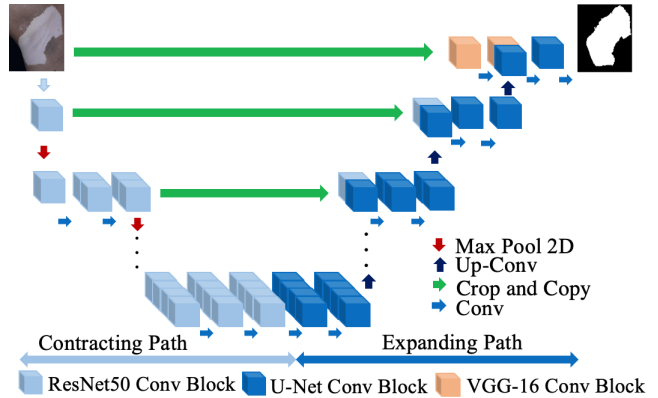 Max Pool 2D
Up-Conv
Crop and Copy
Conv
Contracting Path
Expanding Path
ResNet50 Conv Block
U-Net Conv Block
VGG-16 Conv Block